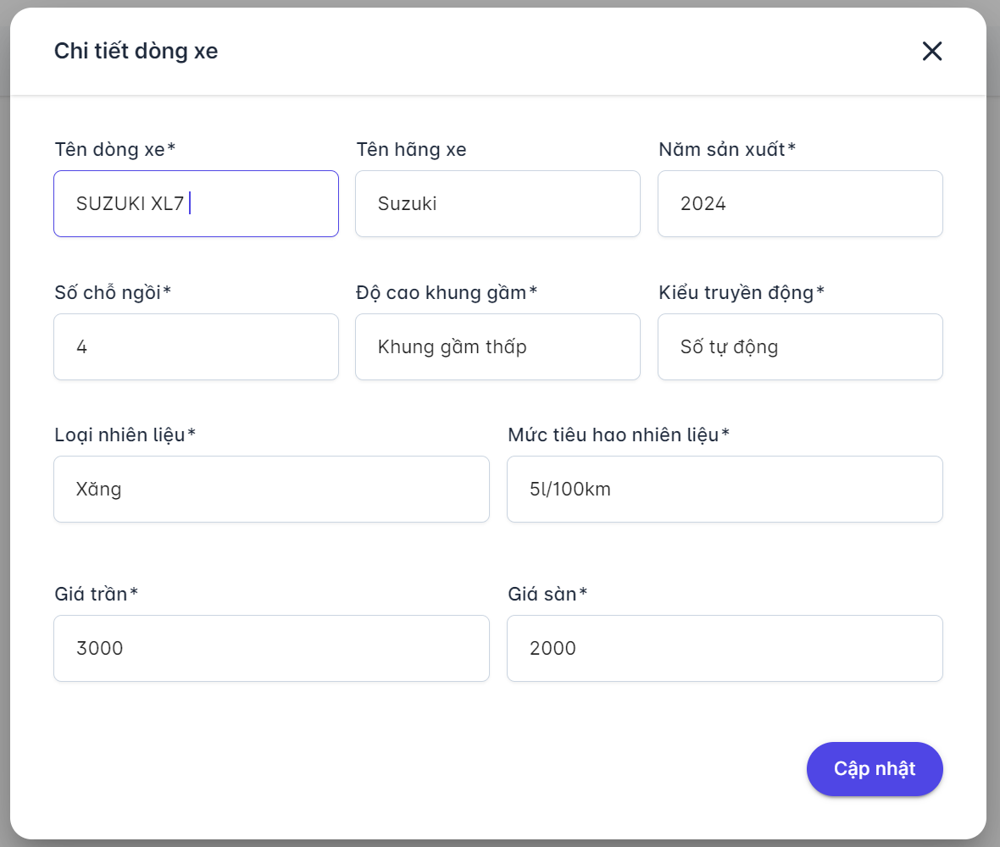 Chi tiết dòng xe
Tên dòng xe*
Tên hãng xe
Năm sản xuất*
SUZUKI XL7
Suzuki
2024
Số chỗ ngồi*
Độ cao khung gầm*
Kiểu truyền động*
4
Khung gầm thấp
Số tự động
Loại nhiên liệu*
Mức tiêu hao nhiên liệu*
Xăng
5l/100km
Giá trần*
Giá sàn*
3000
2000
Cập nhật